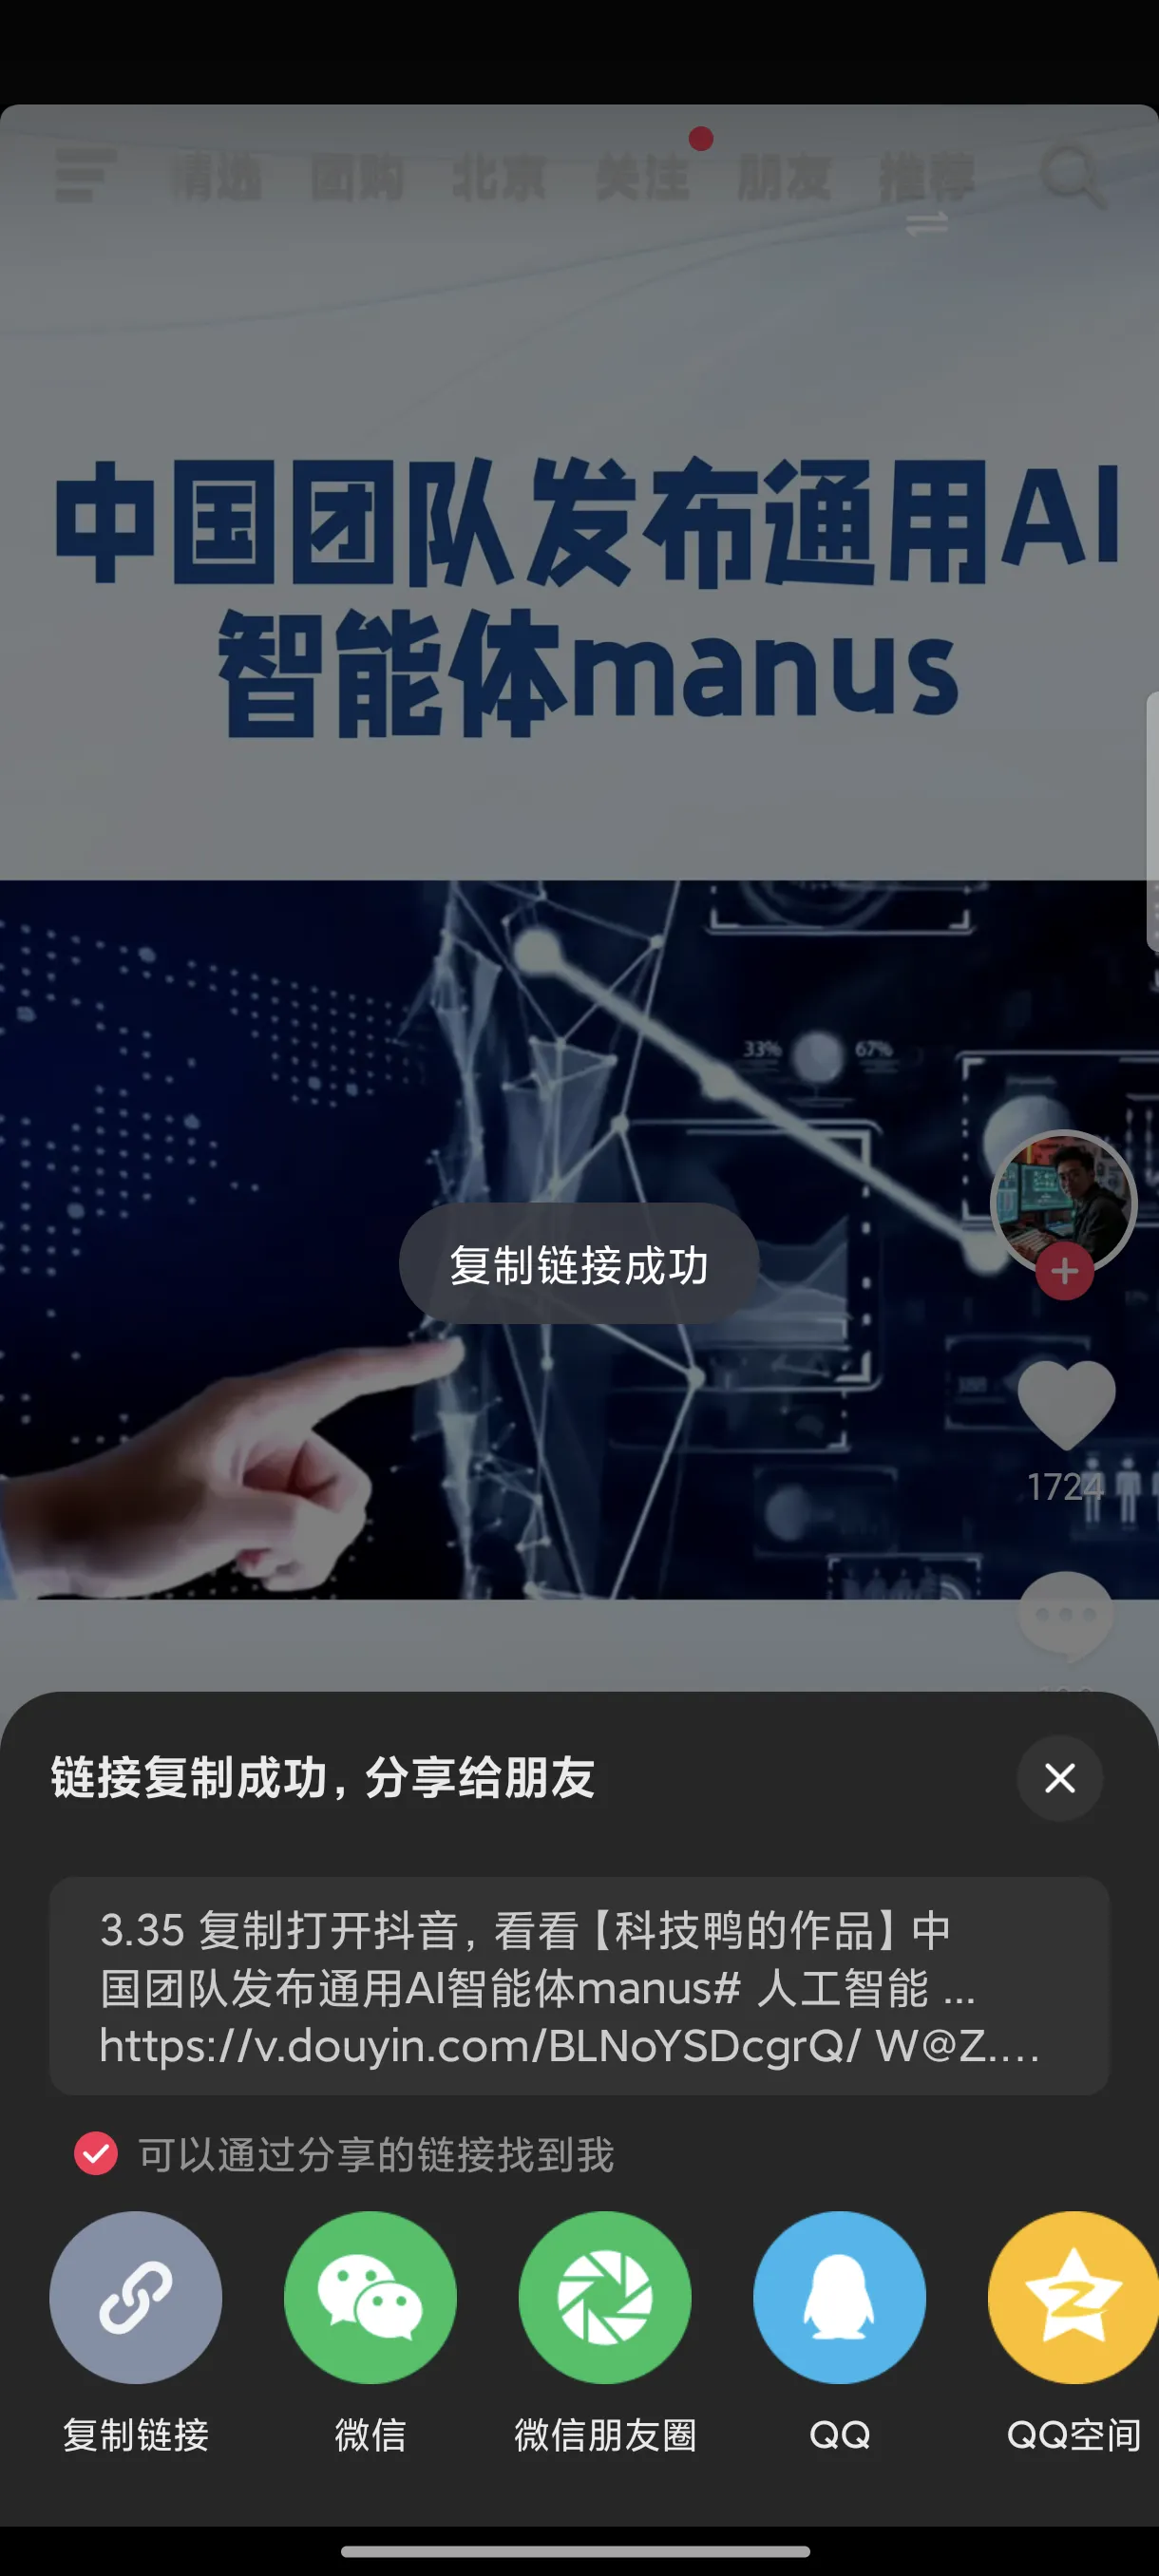 精选 团购 北京 关注 朋友 推荐
中国团队发布通用AI
智能体manus
33%
67%
复制链接成功
1724
链接复制成功，分享给朋友
3.35 复制打开抖音，看看【科技鸭的作品】中
国团队发布通用AI智能体manus# 人工智能 ...
https://v.douyin.com/BLNoYSDcgrQ/ W@Z....
可以通过分享的链接找到我
复制链接
微信
微信朋友圈
QQ
QQ空间